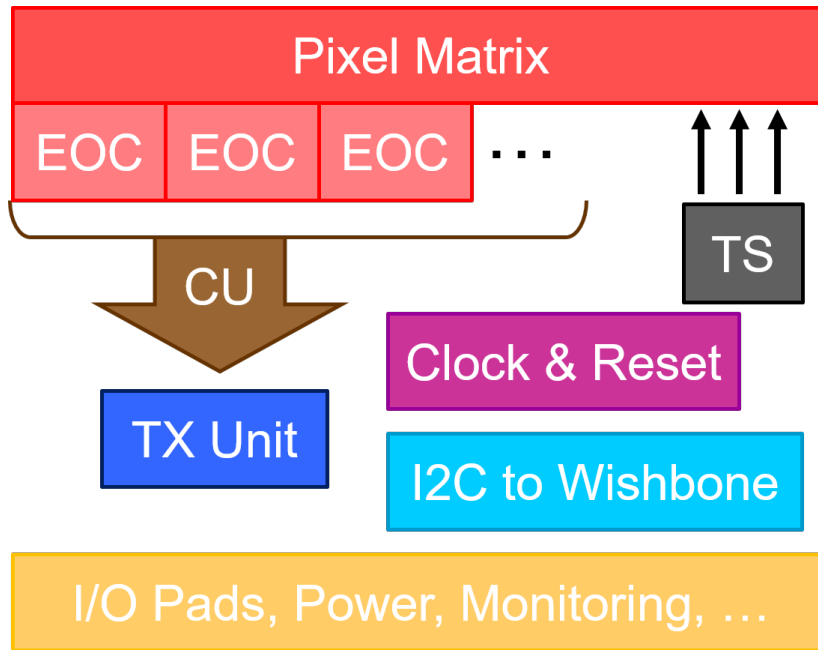 Pixel Matrix
EOC EOC EOC ...
TS
CU
Clock & Reset
TX Unit
I2C to Wishbone
I/O Pads, Power, Monitoring, ...